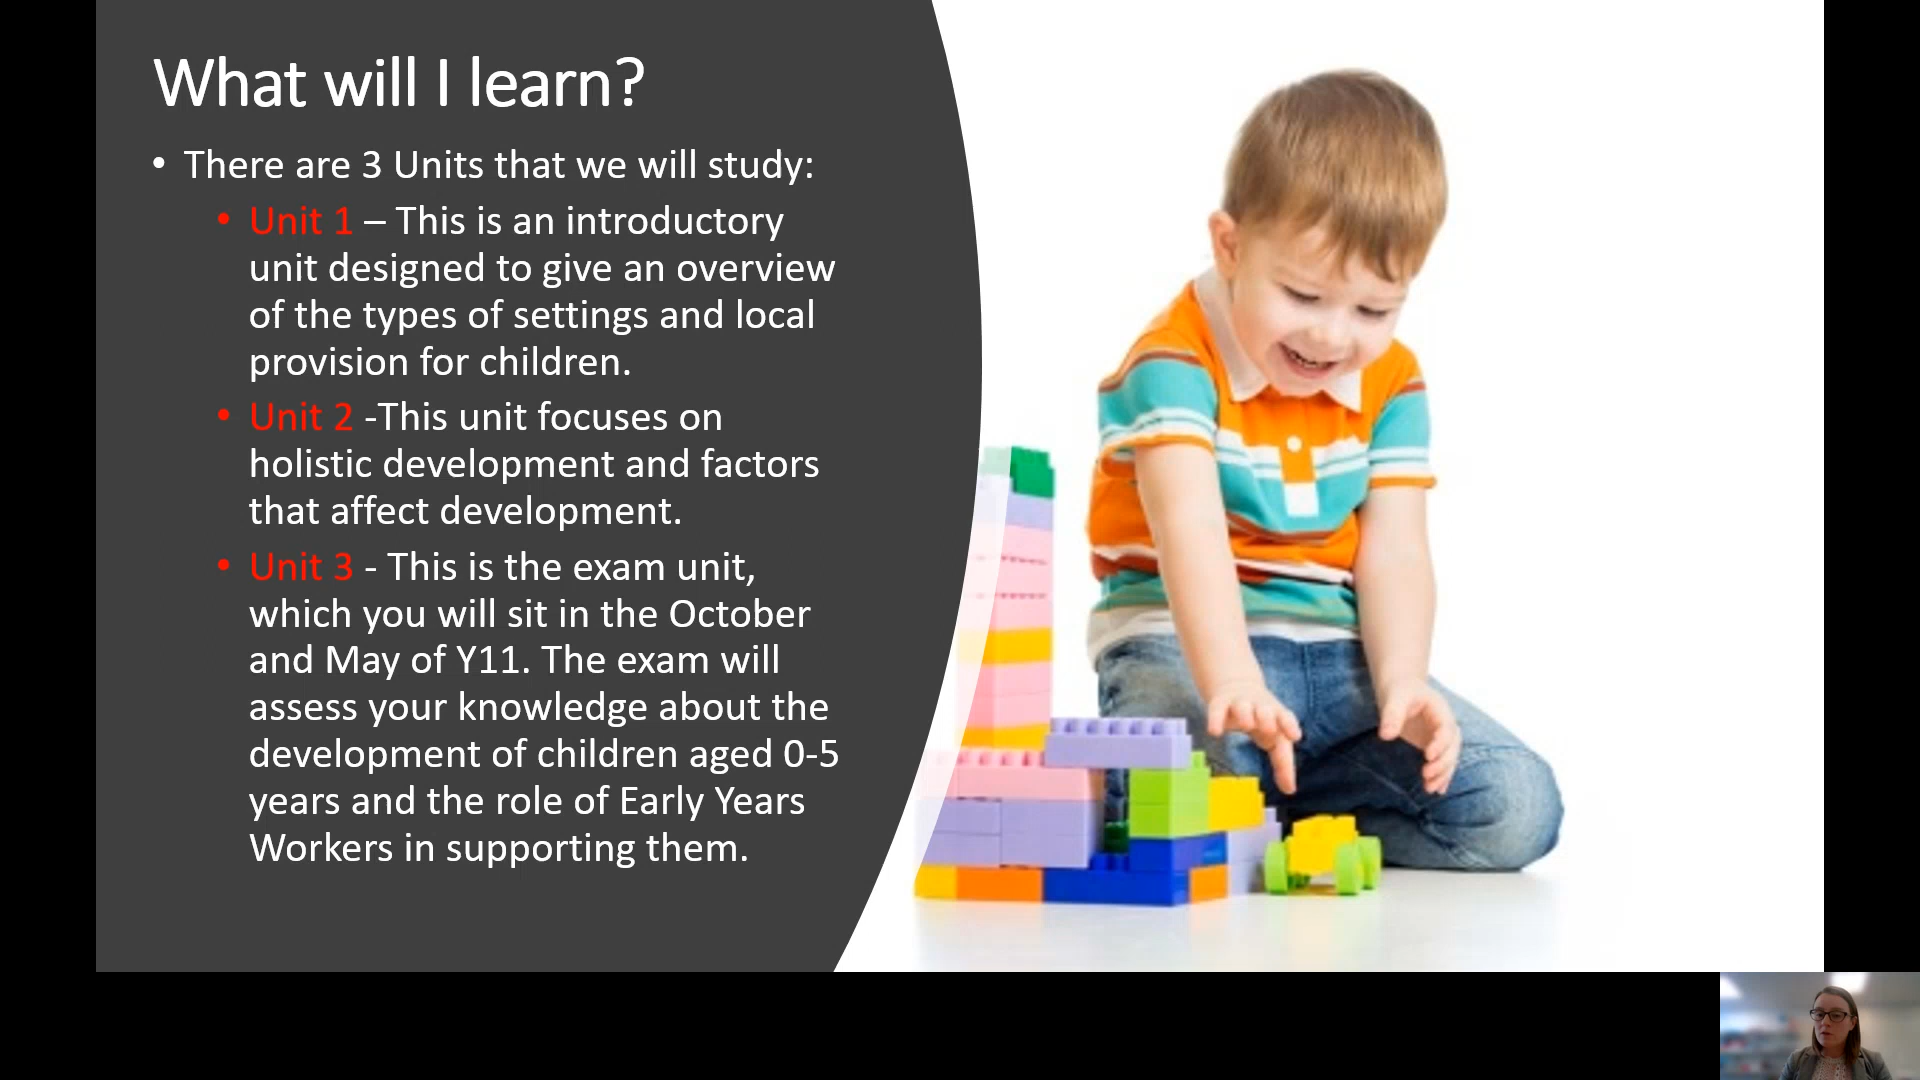 What will I learn?
• There are 3 Units that we will study:
• Unit 1 – This is an introductory
unit designed to give an overview
of the types of settings and local
provision for children.
• Unit 2 -This unit focuses on
holistic development and factors
that affect development.
• Unit 3 - This is the exam unit,
which you will sit in the October
and May of Y11. The exam will
assess your knowledge about the
development of children aged 0-5
years and the role of Early Years
Workers in supporting them.